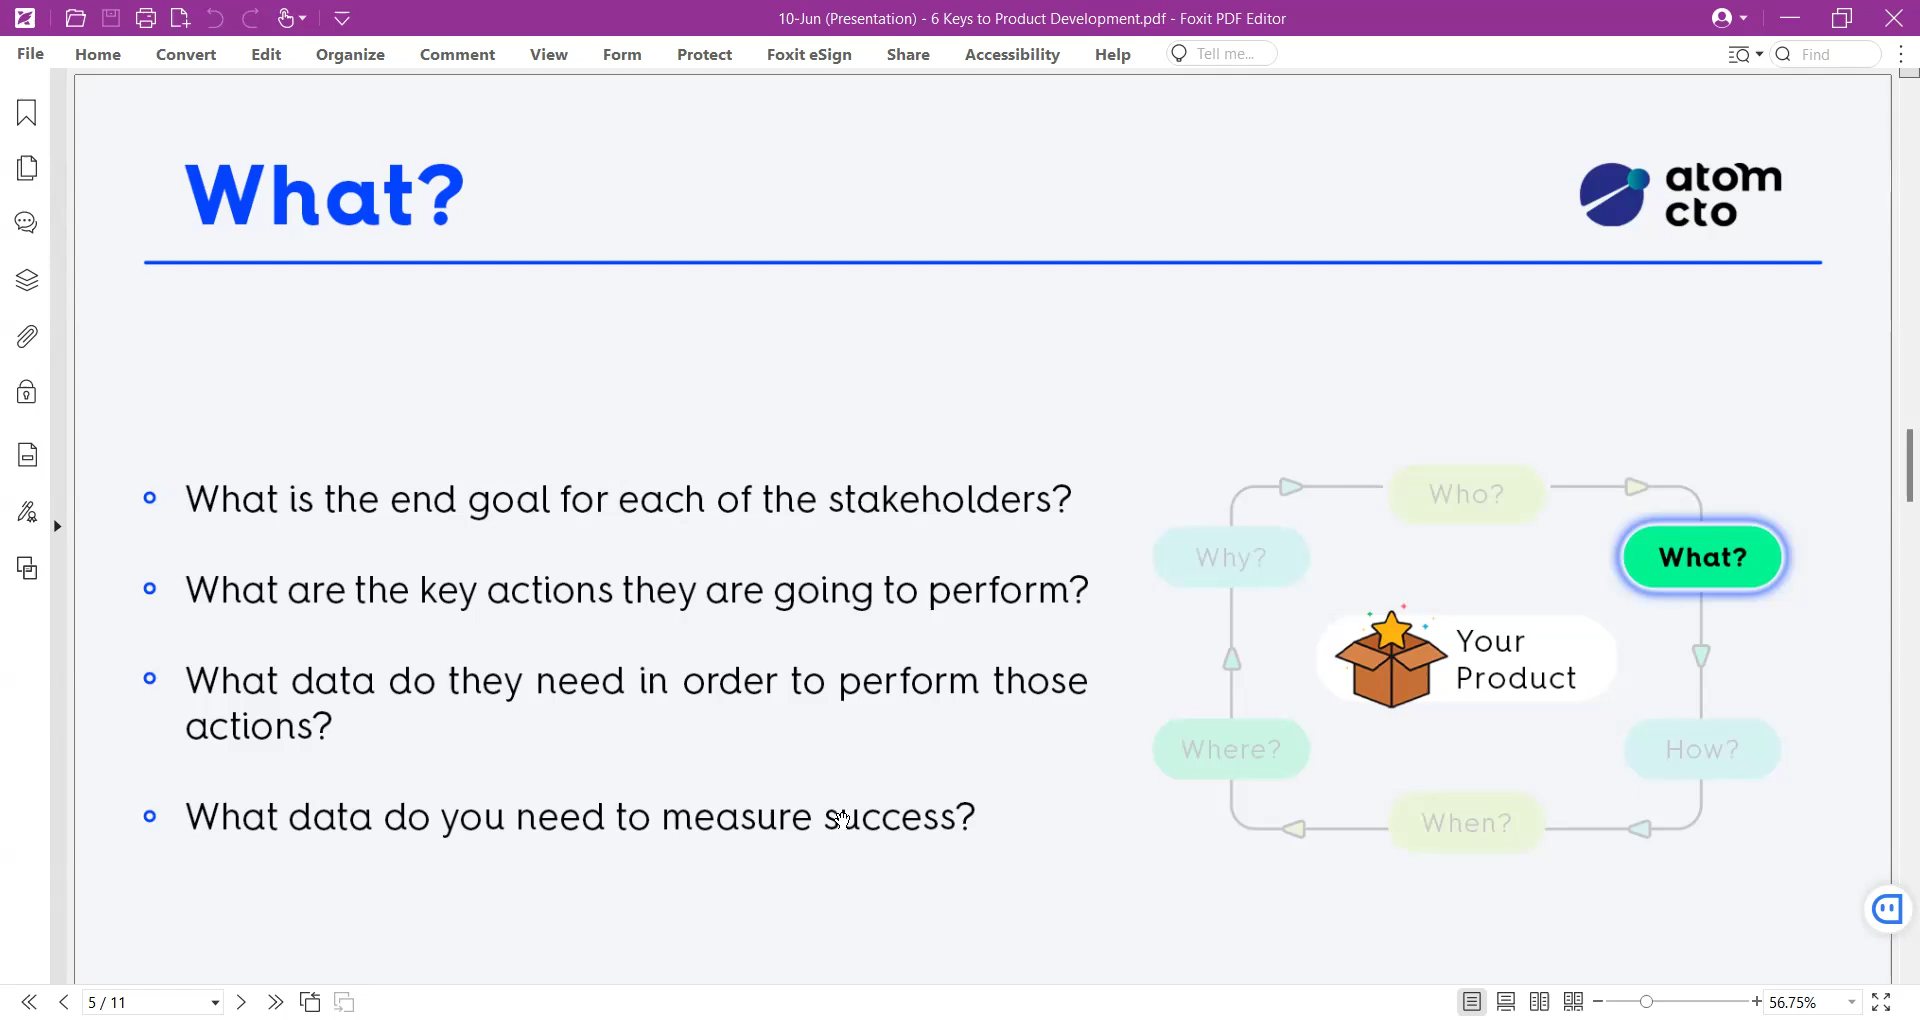 10-Jun (Presentation) - 6 Keys to Product Development.pdf - Foxit PDF Editor
File Home Convert Edit Organize Comment View Form Protect Foxit eSign Share Accessibility Help Tell me... Find
What?
atom
cto
What is the end goal for each of the stakeholders?
What are the key actions they are going to perform?
What data do they need in order to perform those
actions?
What data do you need to measure success?
Who?
Why?
What?
Your
Product
Where?
How?
When?
5 / 11
56.75%